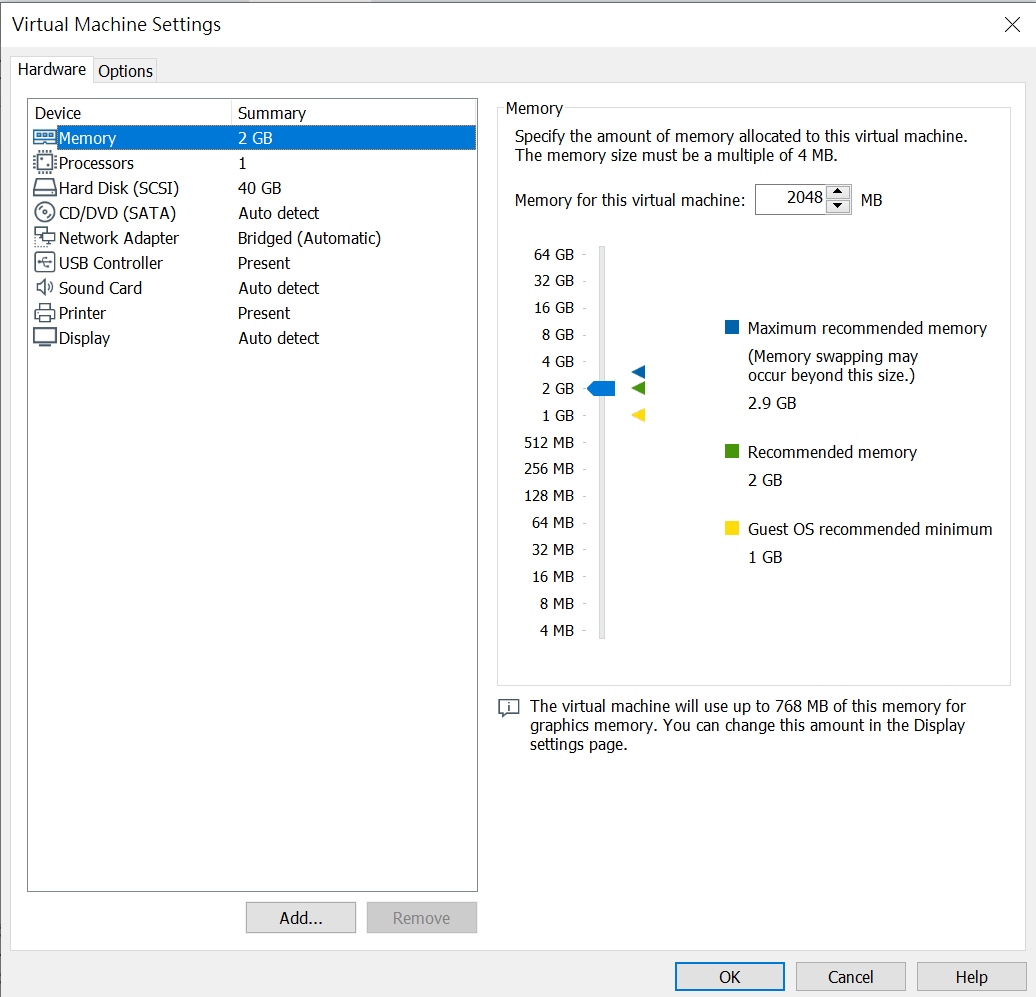 Virtual Machine Settings
Hardware Options
Device Summary
Memory 2 GB
Processors 1
Hard Disk (SCSI) 40 GB
CD/DVD (SATA) Auto detect
Network Adapter Bridged (Automatic)
USB Controller Present
Sound Card Auto detect
Printer Present
Display Auto detect
Add...
Remove
Memory
Specify the amount of memory allocated to this virtual machine.
The memory size must be a multiple of 4 MB.
Memory for this virtual machine: 2048 MB
64 GB
32 GB
16 GB
8 GB
4 GB
2 GB
1 GB
512 MB
256 MB
128 MB
64 MB
32 MB
16 MB
8 MB
4 MB
Maximum recommended memory
(Memory swapping may
occur beyond this size.)
2.9 GB
Recommended memory
2 GB
Guest OS recommended minimum
1 GB
The virtual machine will use up to 768 MB of this memory for
graphics memory. You can change this amount in the Display
settings page.
OK
Cancel
Help